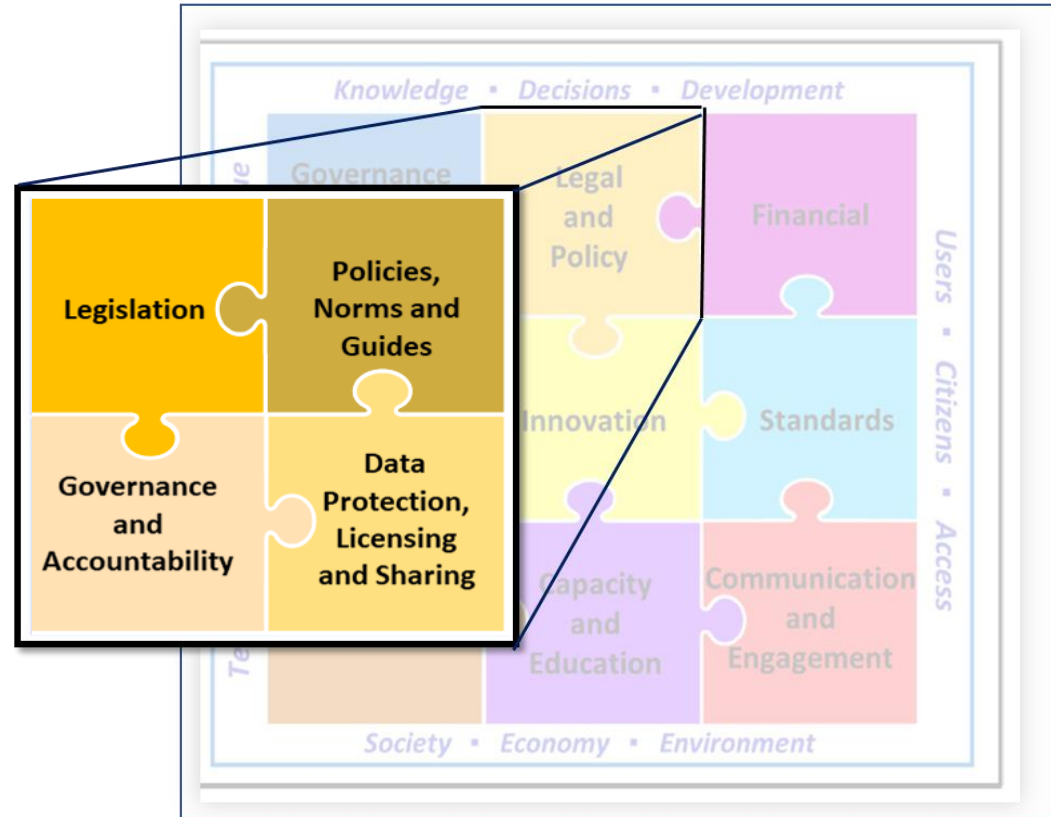 Knowledge ▪ Decisions ▪ Development
Governance
Legal
and
Policy
Financial
Legislation
Policies,
Norms and
Guides
Governance
and
Accountability
Data
Protection,
Licensing
and Sharing
Innovation
Standards
Capacity
and
Education
Communication
and
Engagement
Users ▪ Citizens ▪ Access
Society ▪ Economy ▪ Environment